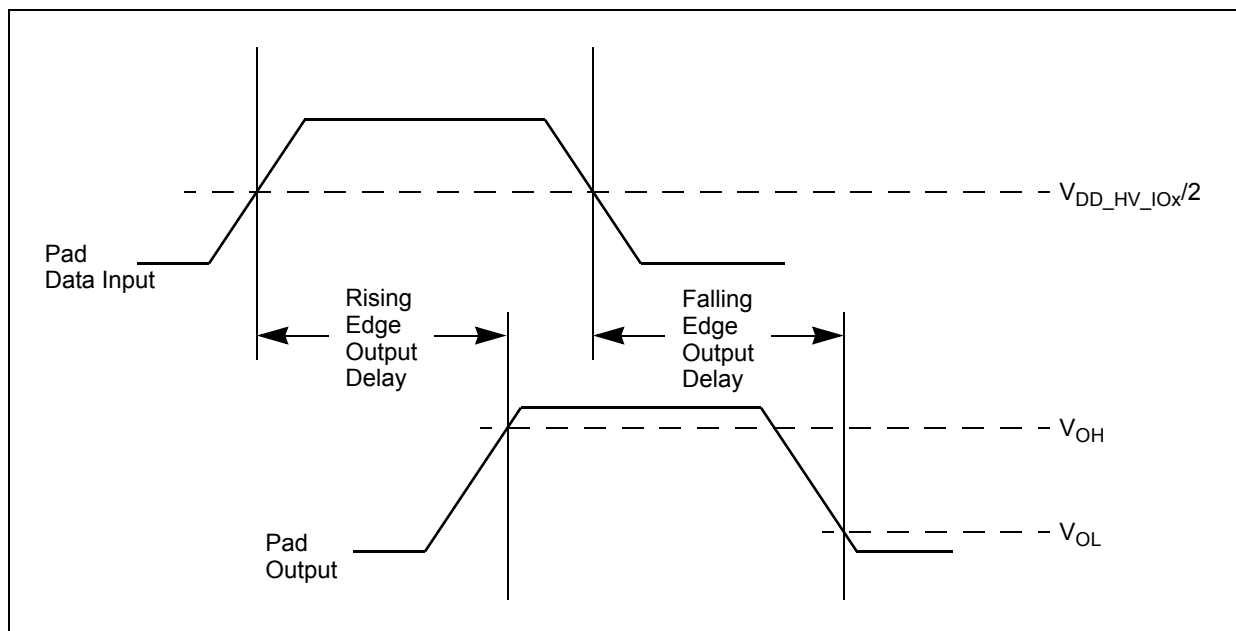 V_DD_HV_IOx/2
Pad
Data Input
Rising
Edge
Output
Delay
Falling
Edge
Output
Delay
V_OH
V_OL
Pad
Output